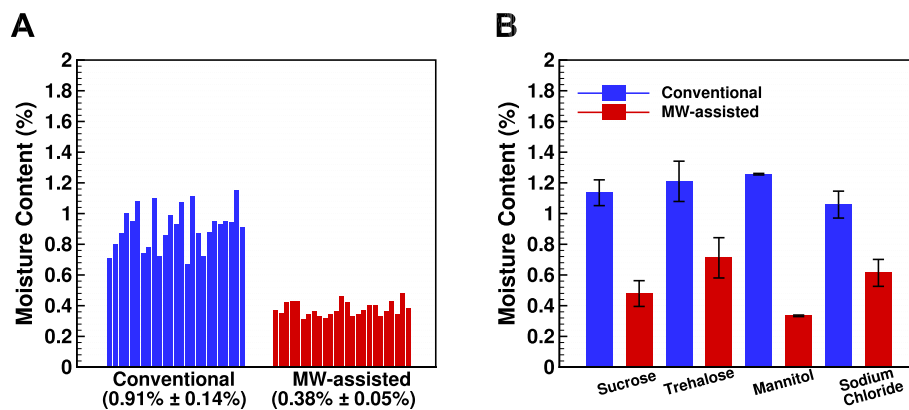 A
Moisture Content (%)
2
1.8
1.6
1.4
1.2
1
0.8
0.6
0.4
0.2
0
Conventional
(0.91% ± 0.14%)
MW-assisted
(0.38% ± 0.05%)
B
Moisture Content (%)
2
1.8
1.6
1.4
1.2
1
0.8
0.6
0.4
0.2
0
Conventional
MW-assisted
Sucrose
Trehalose
Mannitol
Sodium
Chloride